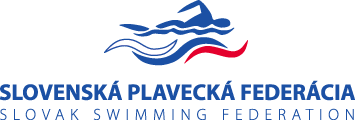 SLOVENSKÁ PLAVECKÁ FEDERÁCIA
SLOVAK SWIMMING FEDERATION